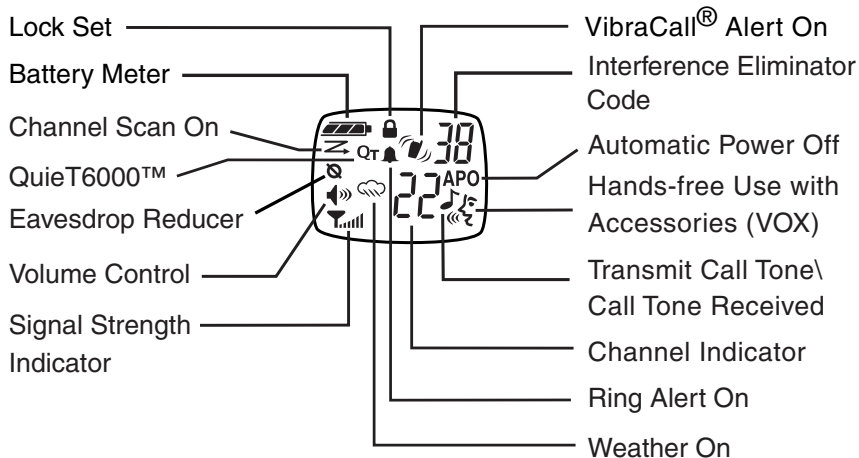 Lock Set
Battery Meter
Channel Scan On
QuieT6000™
Eavesdrop Reducer
Volume Control
Signal Strength
Indicator
38
QT
APO
22
VibraCall® Alert On
Interference Eliminator
Code
Automatic Power Off
Hands-free Use with
Accessories (VOX)
Transmit Call Tone\
Call Tone Received
Channel Indicator
Ring Alert On
Weather On